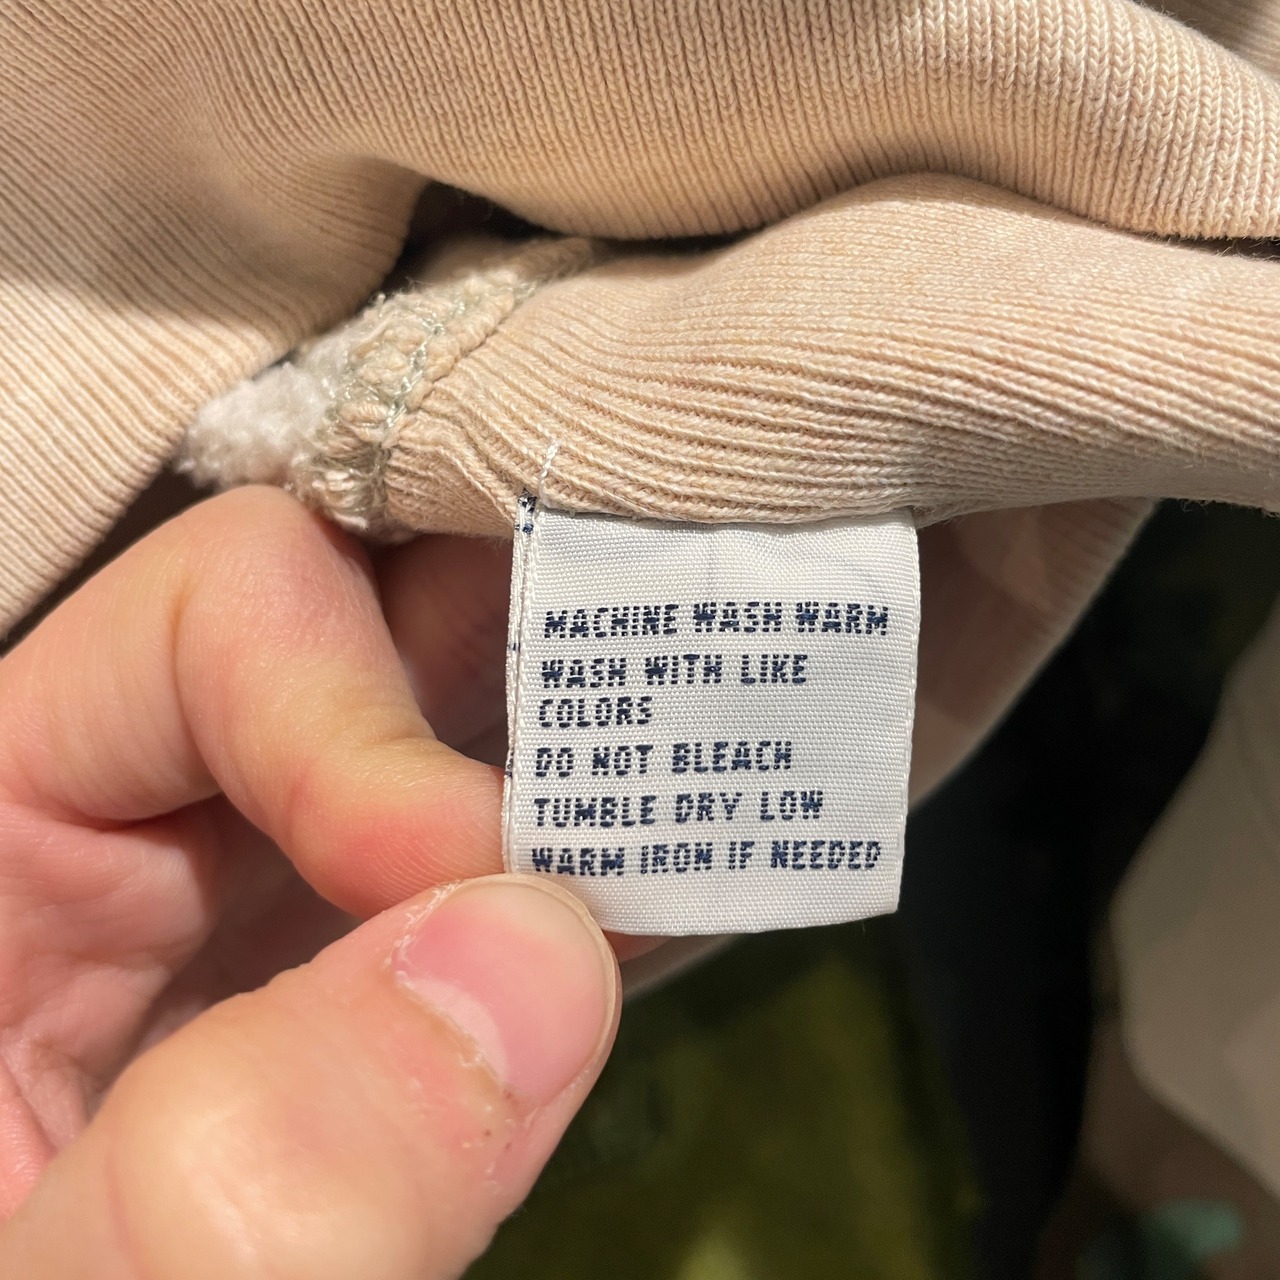 MACHINE WASH WARM
WASH WITH LIKE
COLORS
DO NOT BLEACH
TUMBLE DRY LOW
WARM IRON IF NEEDED